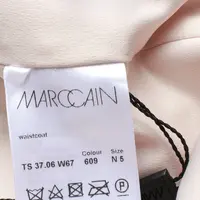 MARCCAIN
waistcoat
Colour Size
TS 37.06 W67 609 N 5
P